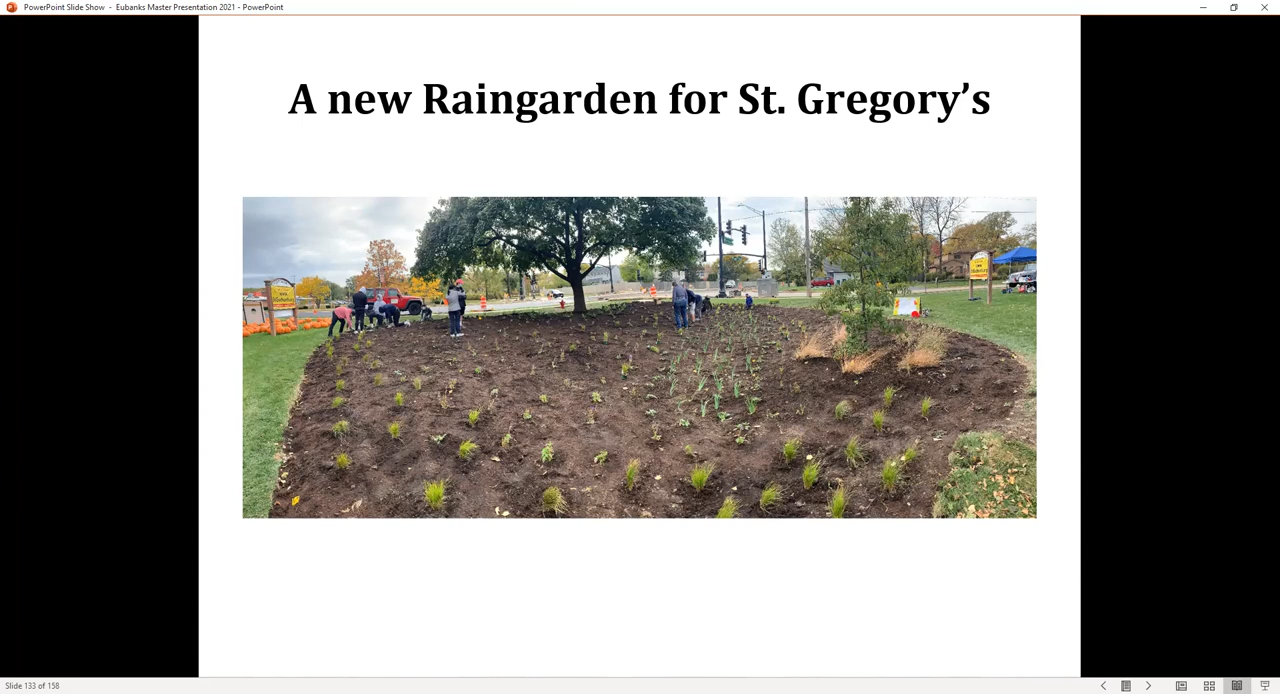 PowerPoint Slide Show - Eubanks Master Presentation 2021 - PowerPoint
A new Raingarden for St. Gregory’s
Slide 133 of 158